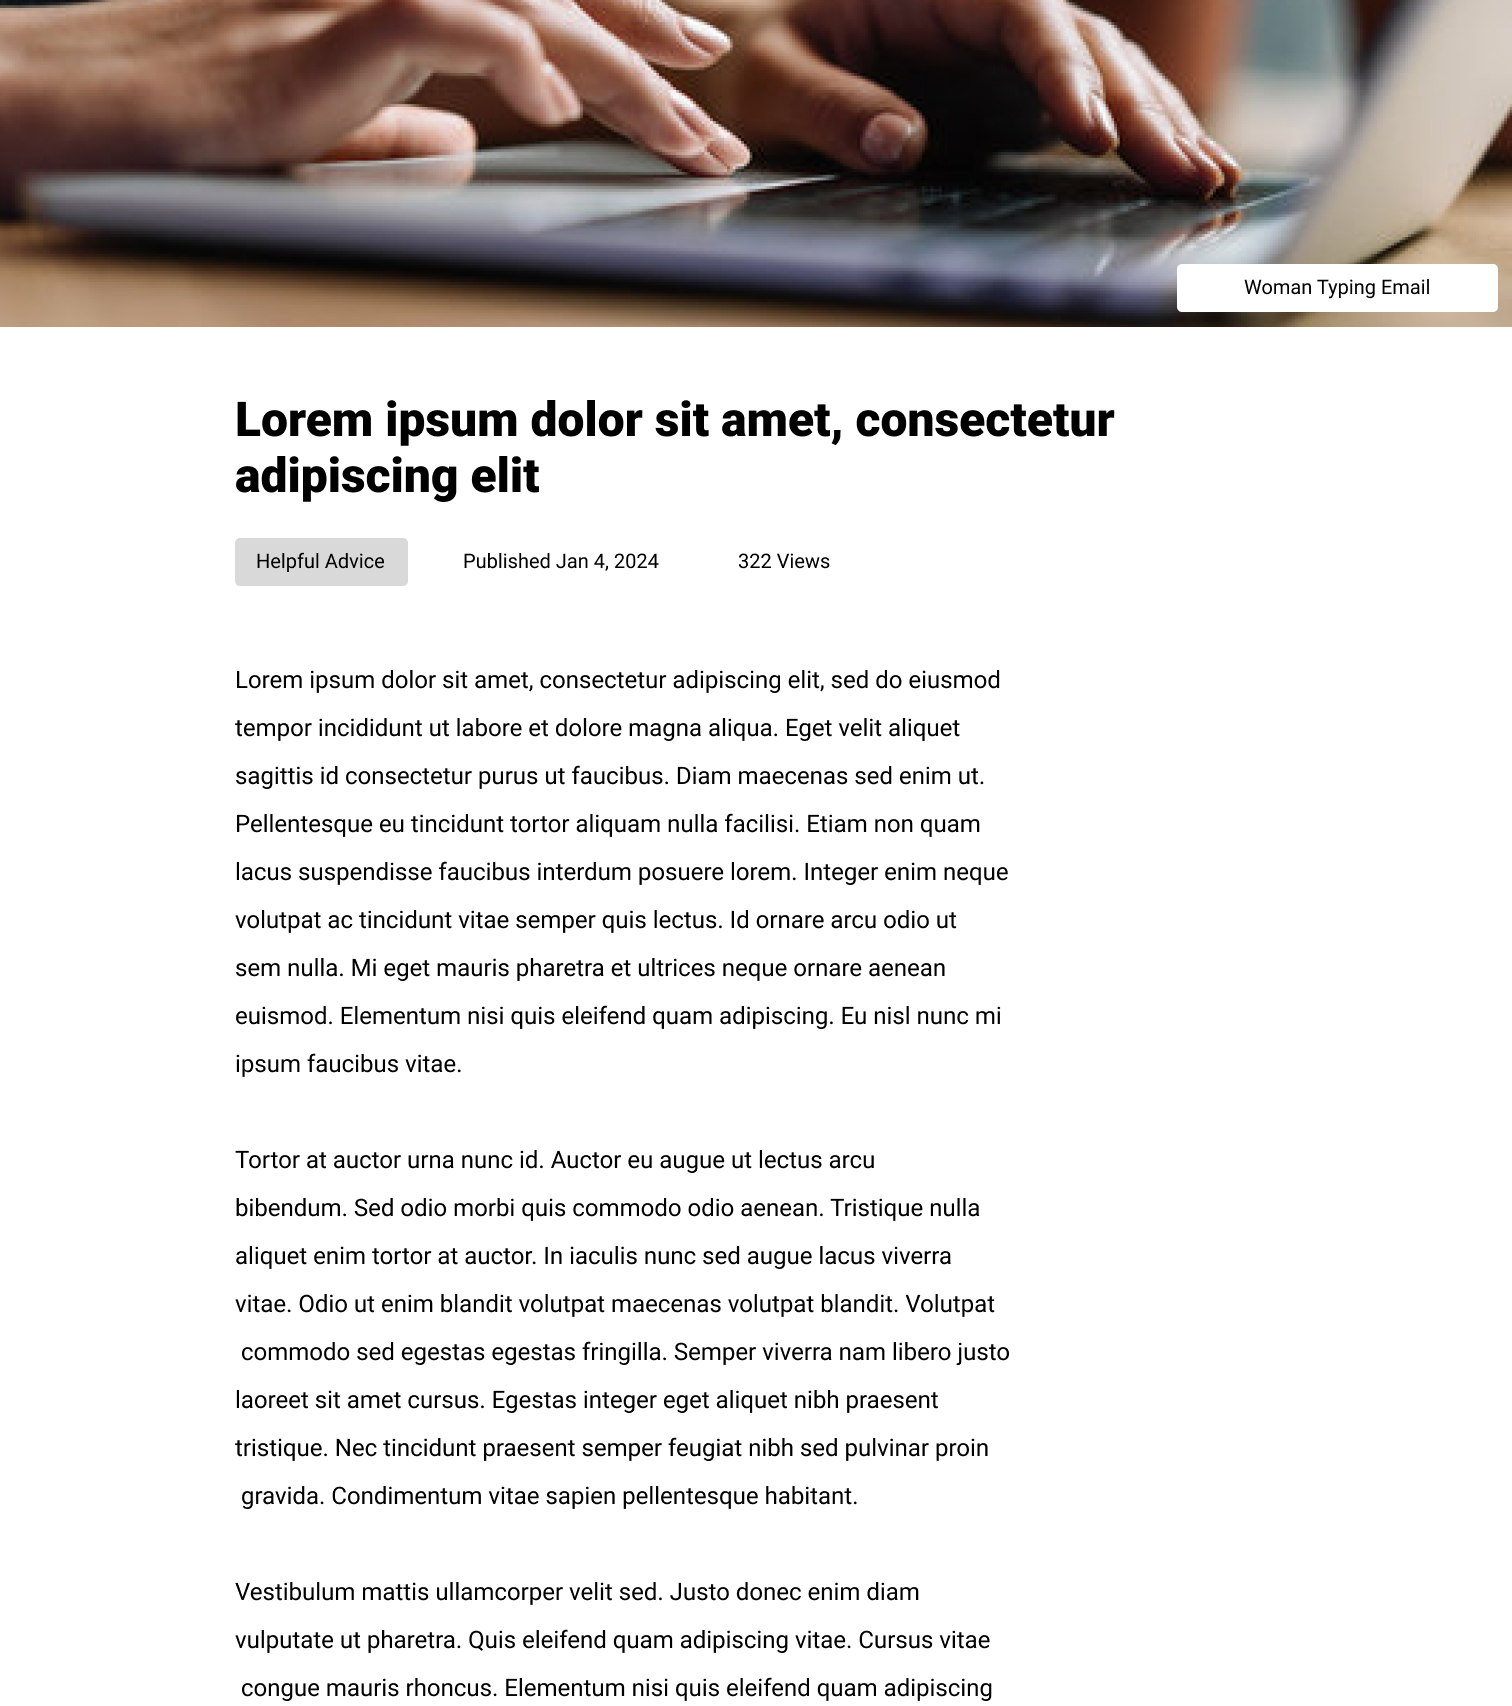 Woman Typing Email
Lorem ipsum dolor sit amet, consectetur
adipiscing elit
Helpful Advice
Published Jan 4, 2024
322 Views
Lorem ipsum dolor sit amet, consectetur adipiscing elit, sed do eiusmod
tempor incididunt ut labore et dolore magna aliqua. Eget velit aliquet
sagittis id consectetur purus ut faucibus. Diam maecenas sed enim ut.
Pellentesque eu tincidunt tortor aliquam nulla facilisi. Etiam non quam
lacus suspendisse faucibus interdum posuere lorem. Integer enim neque
volutpat ac tincidunt vitae semper quis lectus. Id ornare arcu odio ut
sem nulla. Mi eget mauris pharetra et ultrices neque ornare aenean
euismod. Elementum nisi quis eleifend quam adipiscing. Eu nisl nunc mi
ipsum faucibus vitae.
Tortor at auctor urna nunc id. Auctor eu augue ut lectus arcu
bibendum. Sed odio morbi quis commodo odio aenean. Tristique nulla
aliquet enim tortor at auctor. In iaculis nunc sed augue lacus viverra
vitae. Odio ut enim blandit volutpat maecenas volutpat blandit. Volutpat
commodo sed egestas egestas fringilla. Semper viverra nam libero justo
laoreet sit amet cursus. Egestas integer eget aliquet nibh praesent
tristique. Nec tincidunt praesent semper feugiat nibh sed pulvinar proin
gravida. Condimentum vitae sapien pellentesque habitant.
Vestibulum mattis ullamcorper velit sed. Justo donec enim diam
vulputate ut pharetra. Quis eleifend quam adipiscing vitae. Cursus vitae
congue mauris rhoncus. Elementum nisi quis eleifend quam adipiscing